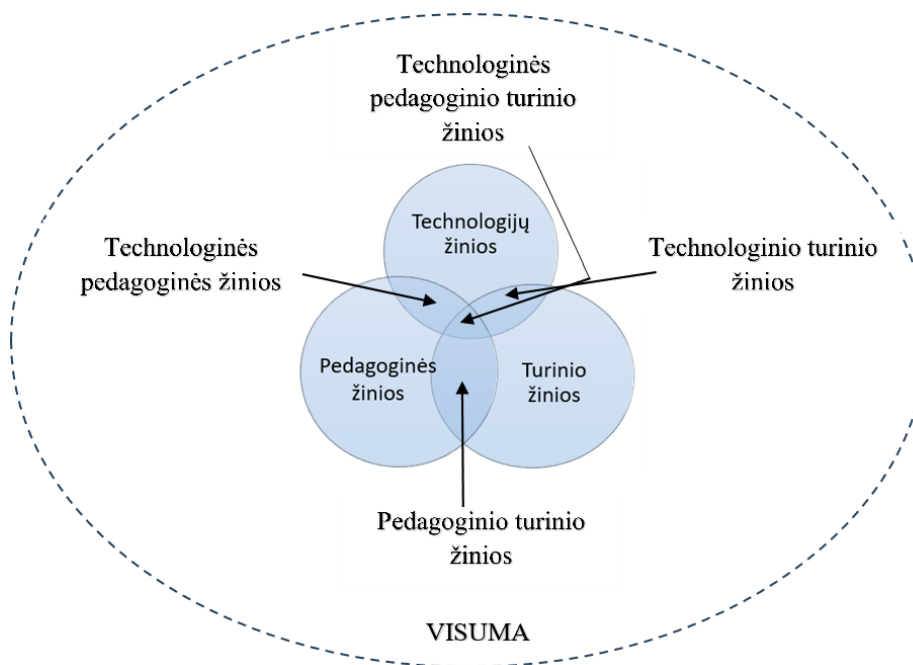 Technologinės
pedagoginio turinio
žinios
Technologijų
žinios
Technologinės
pedagoginės žinios
Technologinio turinio
žinios
Pedagoginės
žinios
Turinio
žinios
Pedagoginio turinio
žinios
VISUMA